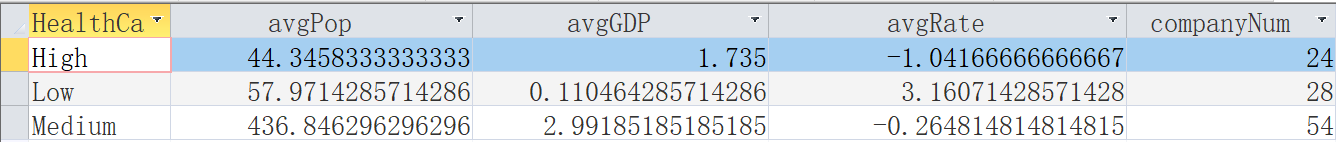 HealthCa avgPop avgGDP avgRate companyNum
High 44.3458333333333 1.735 -1.04166666666667 24
Low 57.9714285714286 0.110464285714286 3.16071428571428 28
Medium 436.846296296296 2.99185185185185 -0.264814814814815 54